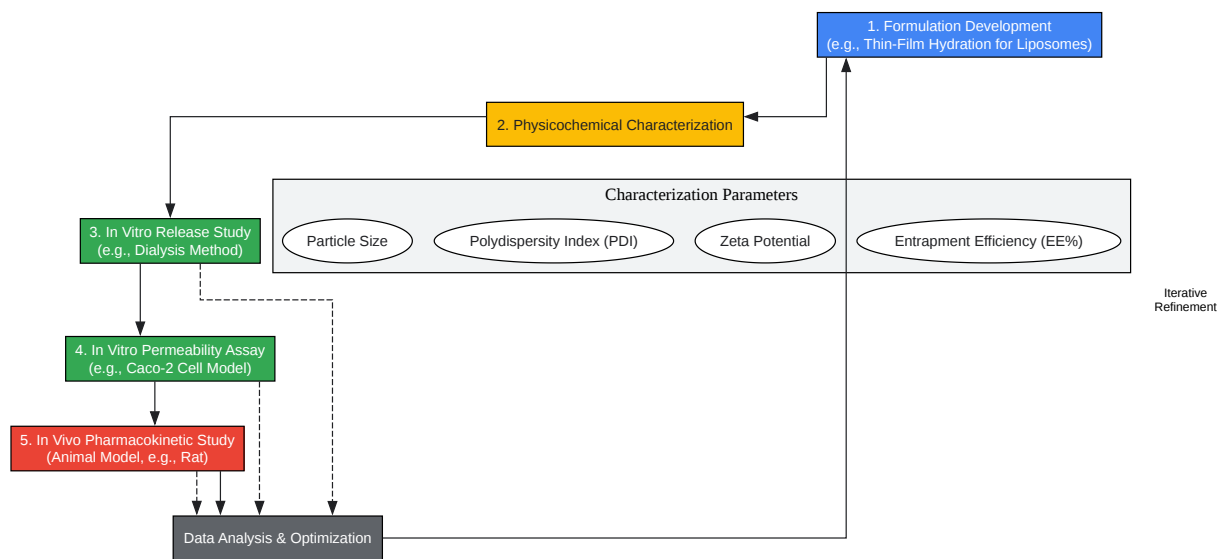 1. Formulation Development
(e.g., Thin-Film Hydration for Liposomes)
2. Physicochemical Characterization
Characterization Parameters
Particle Size
Polydispersity Index (PDI)
Zeta Potential
Entrapment Efficiency (EE%)
3. In Vitro Release Study
(e.g., Dialysis Method)
Iterative
Refinement
4. In Vitro Permeability Assay
(e.g., Caco-2 Cell Model)
5. In Vivo Pharmacokinetic Study
(Animal Model, e.g., Rat)
Data Analysis & Optimization